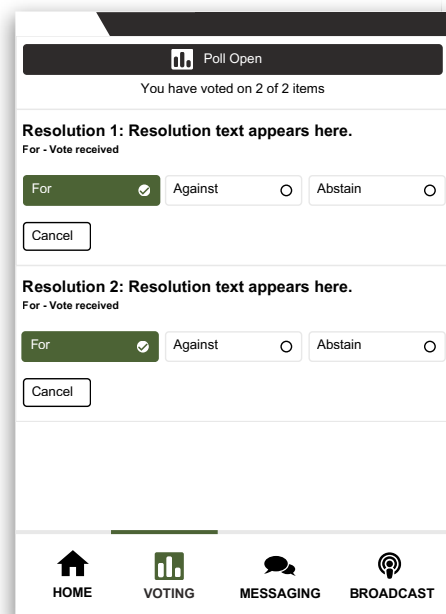 Poll Open
You have voted on 2 of 2 items
Resolution 1: Resolution text appears here.
For - Vote received
For Against Abstain
Cancel
Resolution 2: Resolution text appears here.
For - Vote received
For Against Abstain
Cancel
HOME VOTING MESSAGING BROADCAST